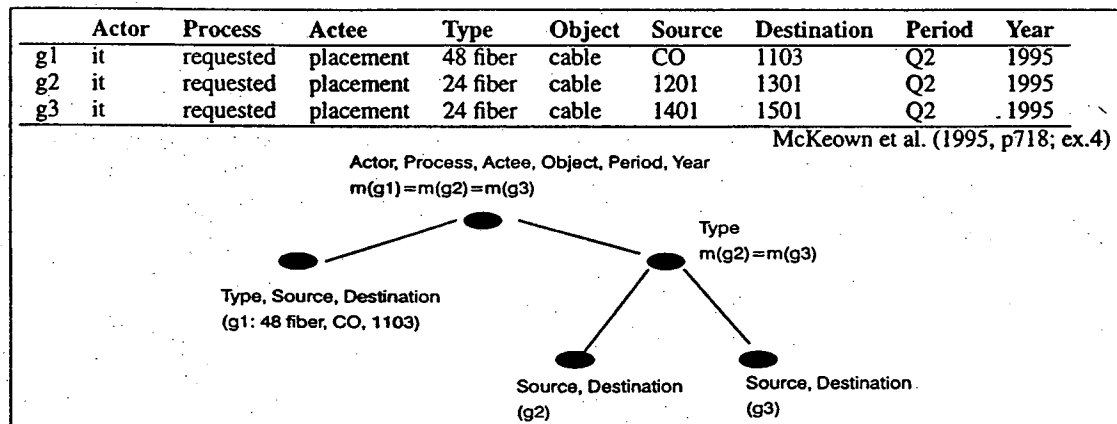 Actor Process Actee Type Object Source Destination Period Year
g1 it requested placement 48 fiber cable CO 1103 Q2 1995
g2 it requested placement 24 fiber cable 1201 1301 Q2 1995
g3 it requested placement 24 fiber cable 1401 1501 Q2 1995
McKeown et al. (1995, p718; ex.4)
Actor, Process, Actee, Object, Period, Year
m(g1)=m(g2)=m(g3)
Type
m(g2)=m(g3)
Type, Source, Destination
(g1: 48 fiber, CO, 1103)
Source, Destination
(g2)
Source, Destination
(g3)